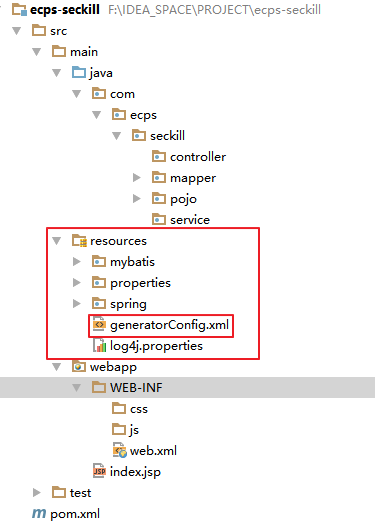 ecps-seckill F:\IDEA_SPACE\PROJECT\ecps-seckill
src
main
java
com
ecps
seckill
controller
mapper
pojo
service
resources
mybatis
properties
spring
generatorConfig.xml
log4j.properties
webapp
WEB-INF
css
js
web.xml
JSP index.jsp
test
m pom.xml